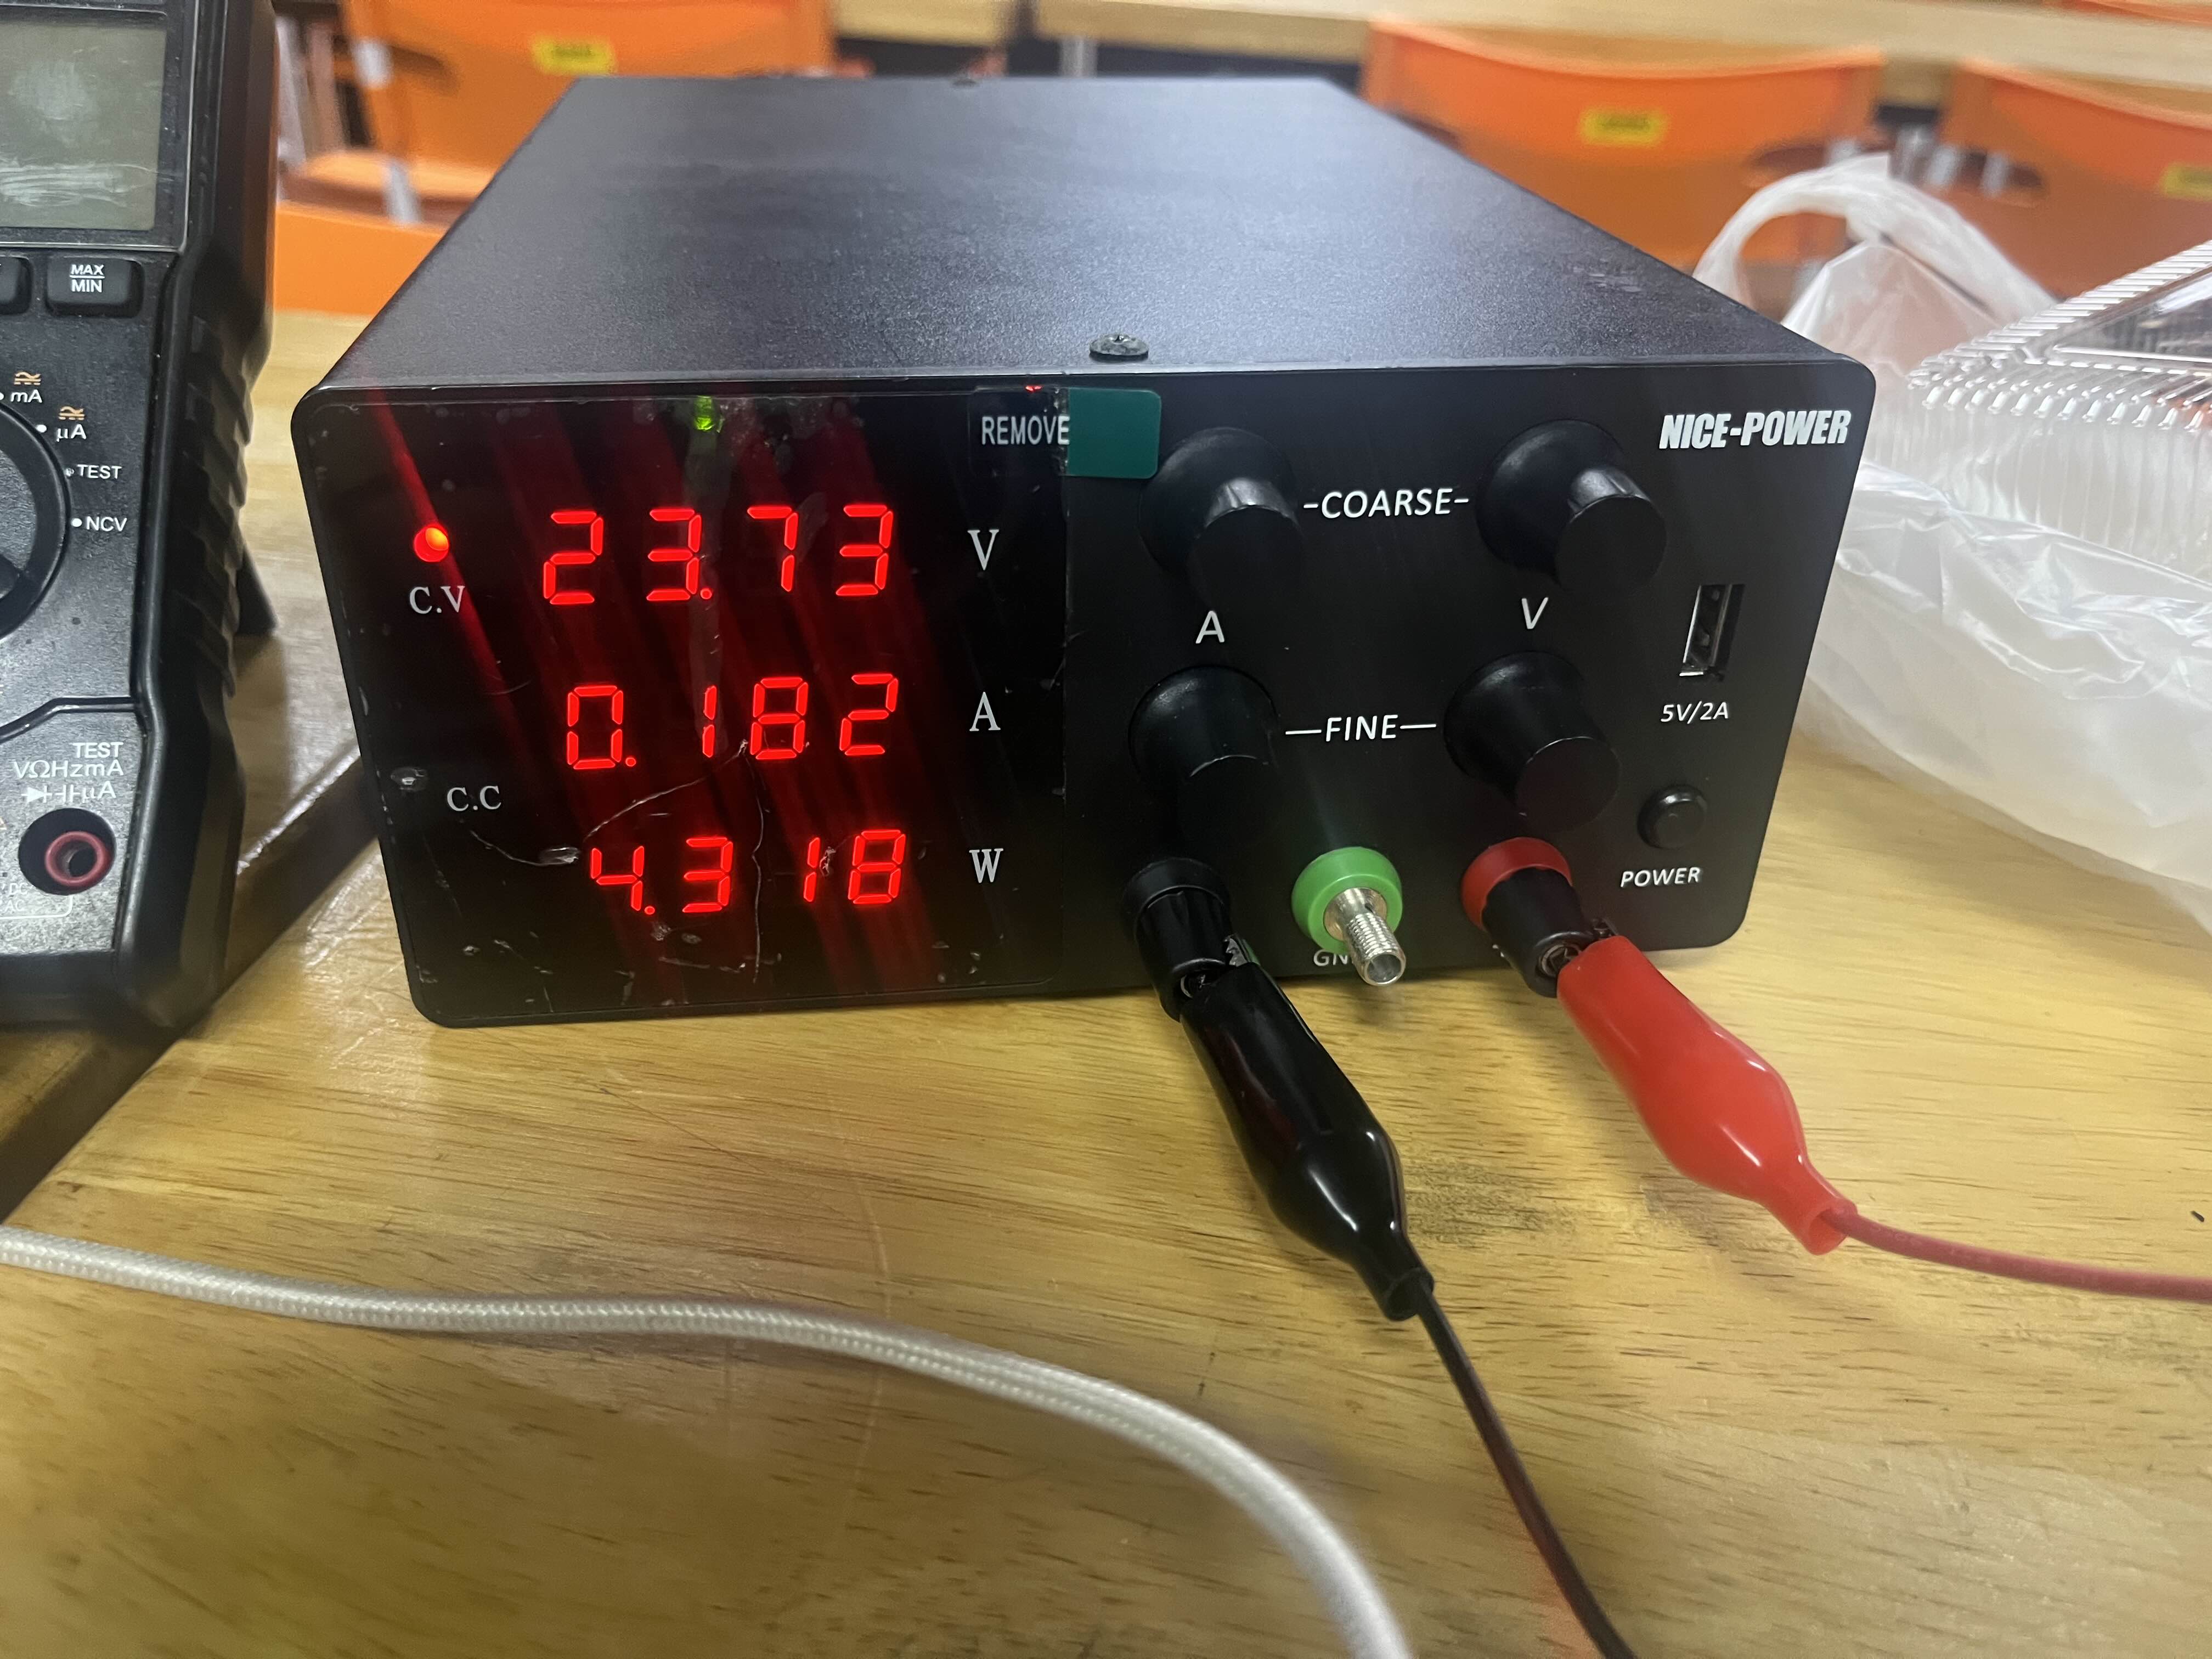 MAX
MIN
mA
µA
TEST
NCV
TEST
VΩHzmA
µA
REMOVE
NICE-POWER
-COARSE-
23.73 V
C.V
A V
0.182 A
—FINE—
5V/2A
C.C
4.318 W
POWER